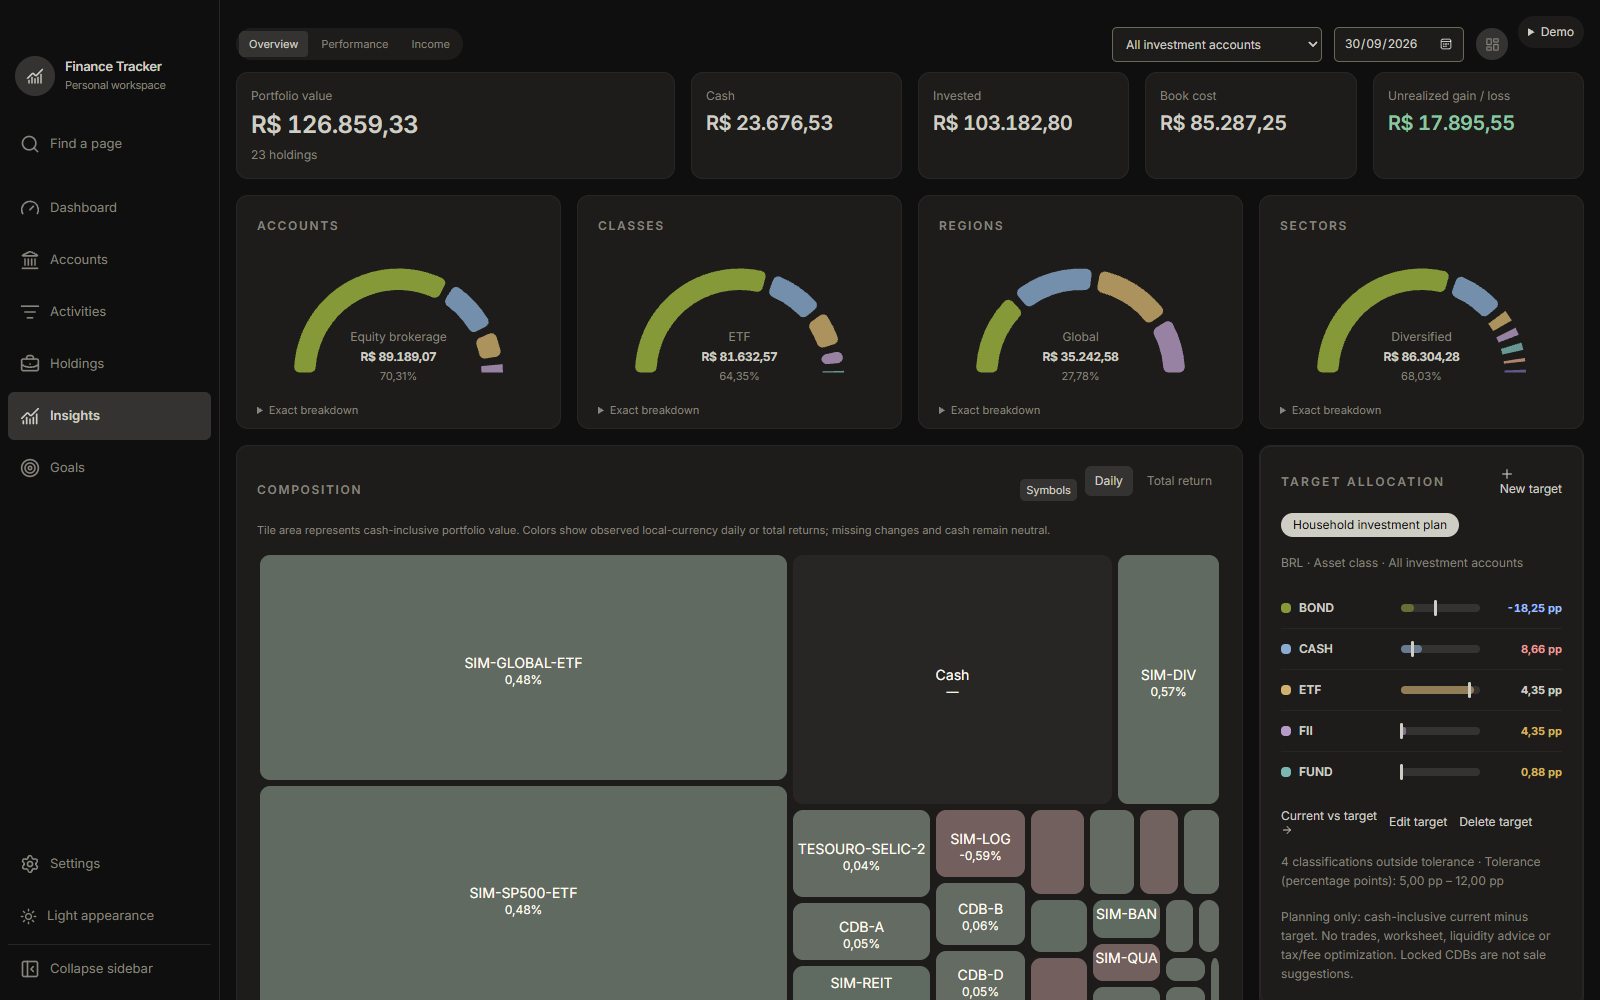 Finance Tracker
Personal workspace
Find a page
Dashboard
Accounts
Activities
Holdings
Insights
Goals
Settings
Light appearance
Collapse sidebar
Overview
Performance
Income
All investment accounts
30/09/2026
Demo
Portfolio value
R$ 126.859,33
23 holdings
Cash
R$ 23.676,53
Invested
R$ 103.182,80
Book cost
R$ 85.287,25
Unrealized gain / loss
R$ 17.895,55
ACCOUNTS
Equity brokerage
R$ 89.189,07
70,31%
Exact breakdown
CLASSES
ETF
R$ 81.632,57
64,35%
Exact breakdown
REGIONS
Global
R$ 35.242,58
27,78%
Exact breakdown
SECTORS
Diversified
R$ 86.304,28
68,03%
Exact breakdown
COMPOSITION
Symbols
Daily
Total return
Tile area represents cash-inclusive portfolio value. Colors show observed local-currency daily or total returns; missing changes and cash remain neutral.
SIM-GLOBAL-ETF
0,48%
Cash
—
SIM-DIV
0,57%
SIM-SP500-ETF
0,48%
TESOURO-SELIC-2
0,04%
SIM-LOG
-0,59%
CDB-A
0,05%
CDB-B
0,06%
SIM-BAN
SIM-QUA
SIM-REIT
CDB-D
0,05%
TARGET ALLOCATION
+
New target
Household investment plan
BRL · Asset class · All investment accounts
BOND
-18,25 pp
CASH
8,66 pp
ETF
4,35 pp
FII
4,35 pp
FUND
0,88 pp
Current vs target
→
Edit target
Delete target
4 classifications outside tolerance · Tolerance
(percentage points): 5,00 pp – 12,00 pp
Planning only: cash-inclusive current minus
target. No trades, worksheet, liquidity advice or
tax/fee optimization. Locked CDBs are not sale
suggestions.